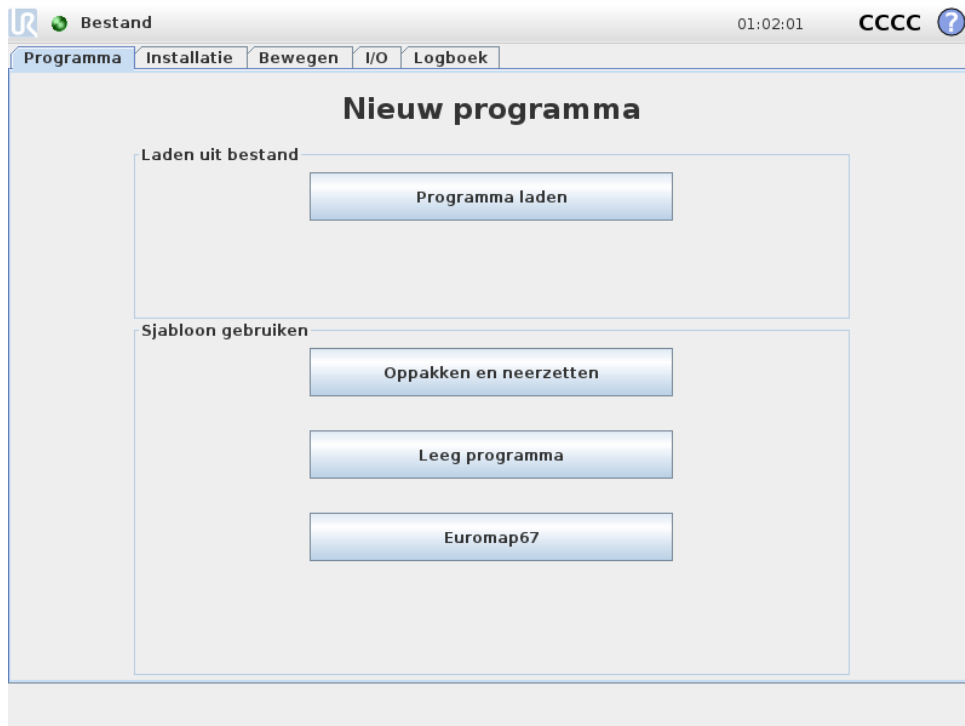 UR Bestand 01:02:01 CCCC ?
Programma Installatie Bewegen I/O Logboek
Nieuw programma
Laden uit bestand
Programma laden
Sjabloon gebruiken
Oppakken en neerzetten
Leeg programma
Euromap67